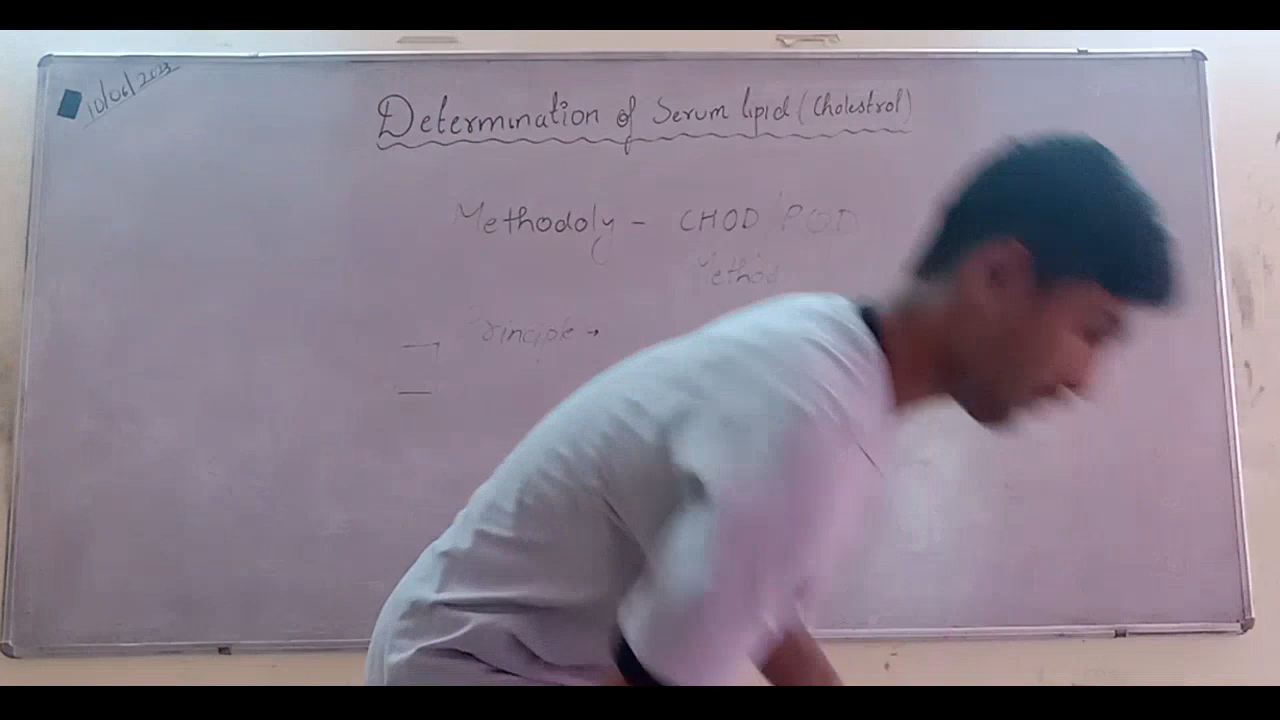 10/06/2023
Determination of Serum lipid (Cholestrol)
Methodoly - CHOD/POD
Method
Principle →